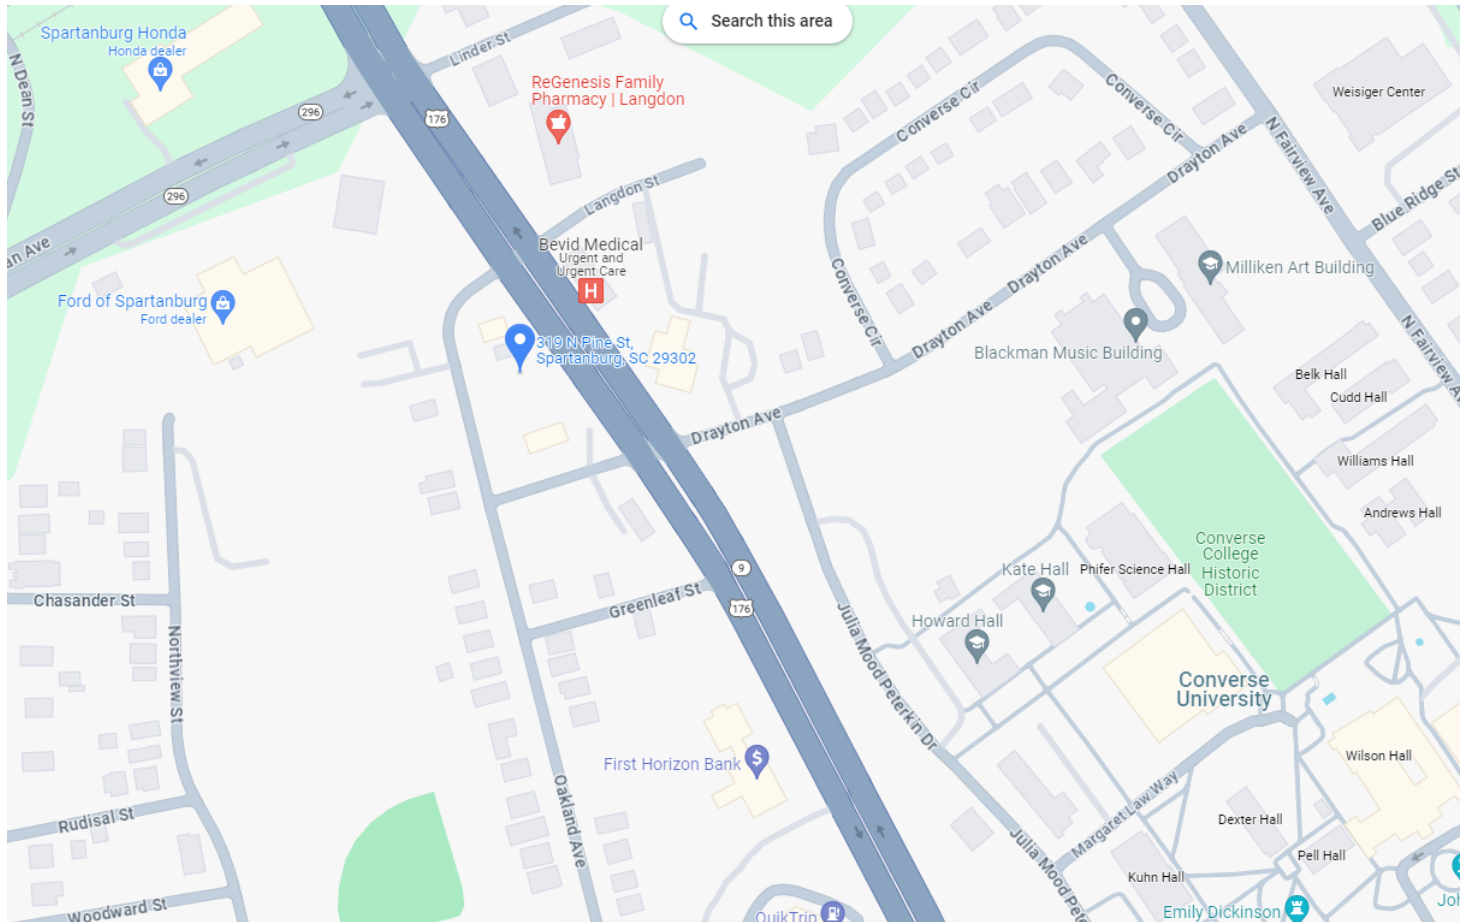 Search this area
Spartanburg Honda
Honda dealer
N Dean St
Linder St
296
176
ReGenesis Family
Pharmacy | Langdon
Converse Cir
Converse Cir
Weisiger Center
N Fairview Ave
Drayton Ave
Blue Ridge St
296
Langdon St
an Ave
Bevid Medical
Urgent and
Urgent Care
H
Converse Cir
Drayton Ave
Milliken Art Building
Ford of Spartanburg
Ford dealer
319 N Pine St,
Spartanburg, SC 29302
Drayton Ave
Blackman Music Building
N Fairview Av
Belk Hall
Cudd Hall
Drayton Ave
Williams Hall
Andrews Hall
Converse
College
Historic
District
9
Kate Hall
Phifer Science Hall
Chasander St
Greenleaf St
176
Howard Hall
Northview St
Julia Mood Peterkin Dr
Converse
University
First Horizon Bank
$
Wilson Hall
Oakland Ave
Rudisal St
Margaret Law Way
Dexter Hall
Julia Mood Pete
Pell Hall
Kuhn Hall
Woodward St
QuikTrip
Emily Dickinson
Joh